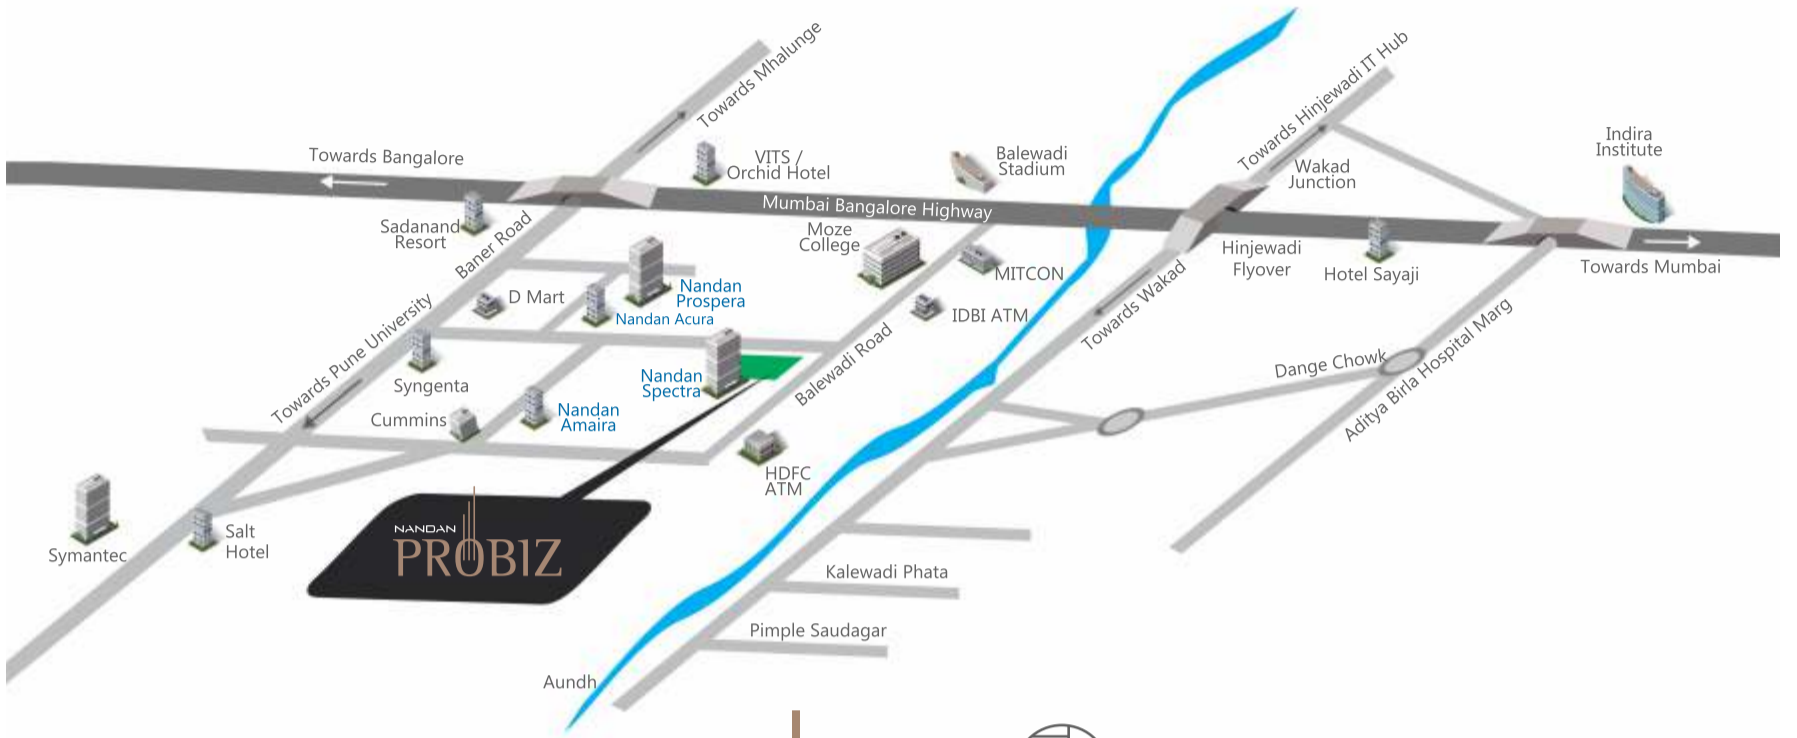 Towards Mhalunge
Towards Hinjewadi IT Hub
Indira
Institute
Towards Bangalore
VITS /
Orchid Hotel
Balewadi
Stadium
Wakad
Junction
Mumbai Bangalore Highway
Sadanand
Resort
Baner Road
Moze
College
MITCON
Hinjewadi
Flyover
Hotel Sayaji
Towards Mumbai
D Mart
Nandan
Prospera
Nandan Acura
IDBI ATM
Towards Wakad
Towards Pune University
Syngenta
Nandan
Spectra
Balewadi Road
Dange Chowk
Aditya Birla Hospital Marg
Cummins
Nandan
Amaira
HDFC
ATM
Symantec
Salt
Hotel
NANDAN
PROBIZ
Kalewadi Phata
Pimple Saudagar
Aundh